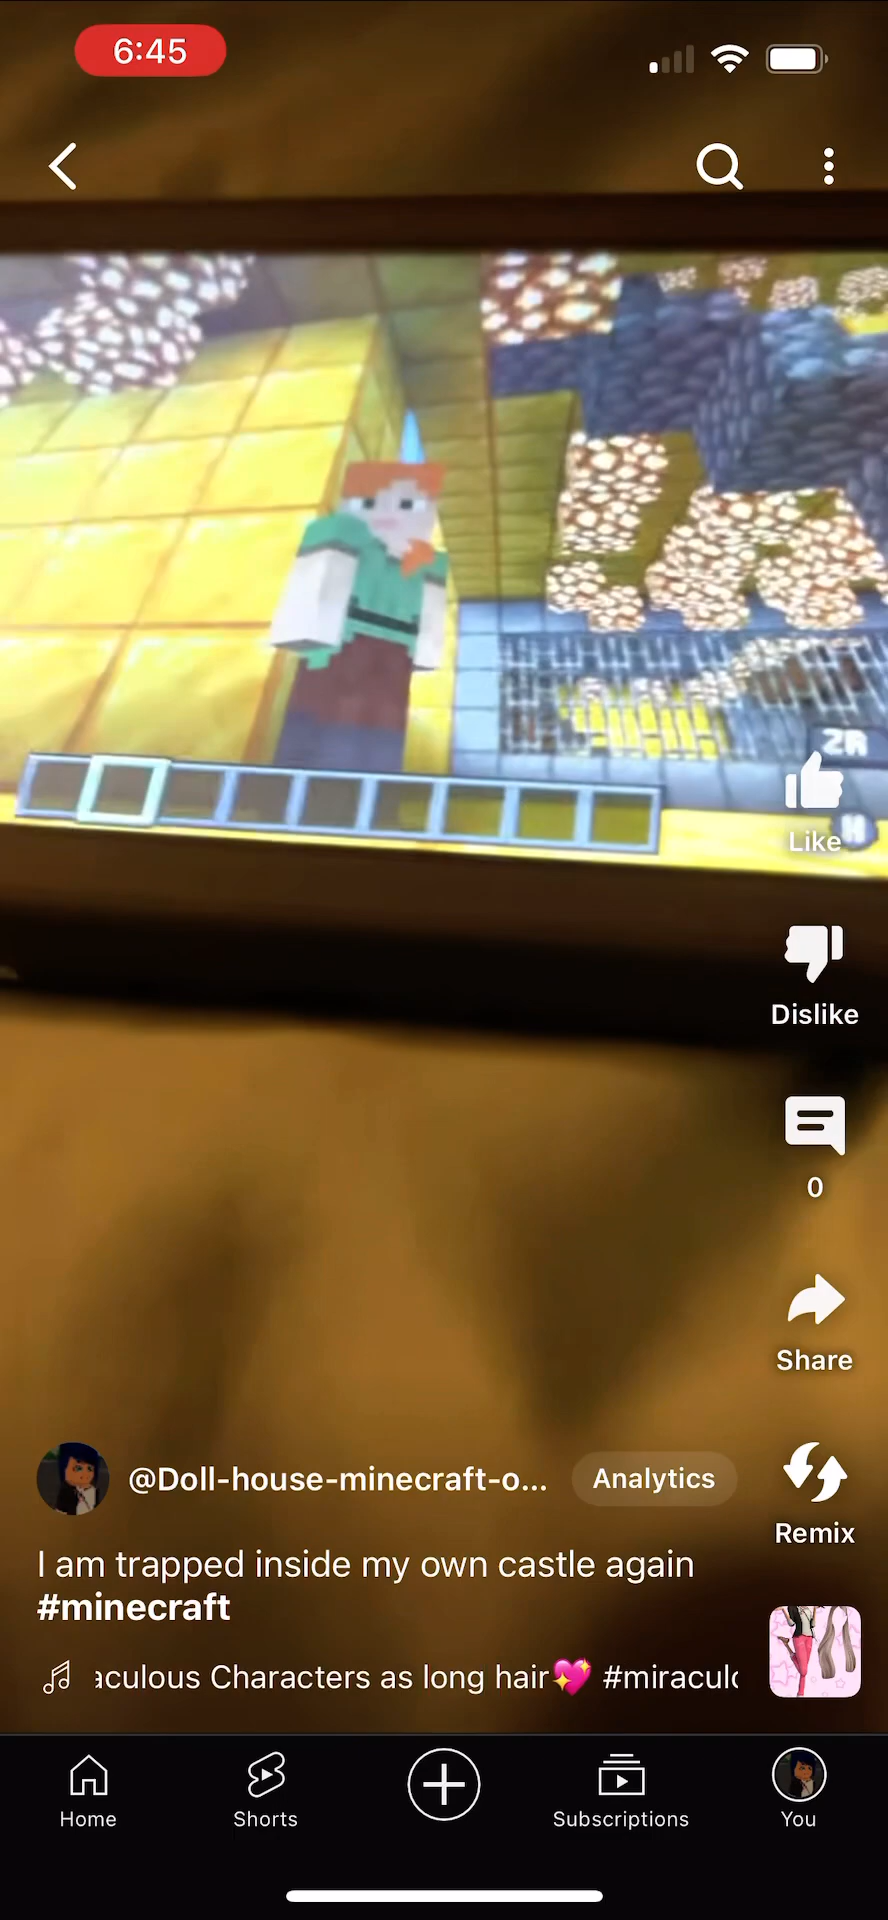 6:45
ZR
Like
H
Dislike
0
Share
@Doll-house-minecraft-o...
Analytics
Remix
I am trapped inside my own castle again
#minecraft
aculous Characters as long hair💖 #miraculo
Home
Shorts
Subscriptions
You